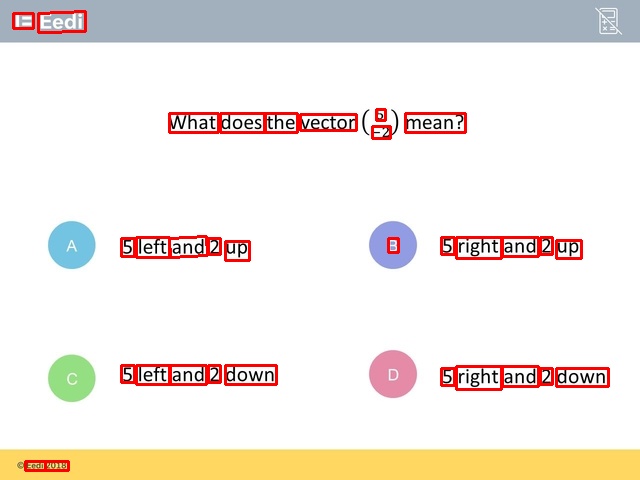 Eedi
What does the vector (5 −2) mean?
A 5 left and 2 up
B 5 right and 2 up
C 5 left and 2 down
D 5 right and 2 down
© Eedi 2018